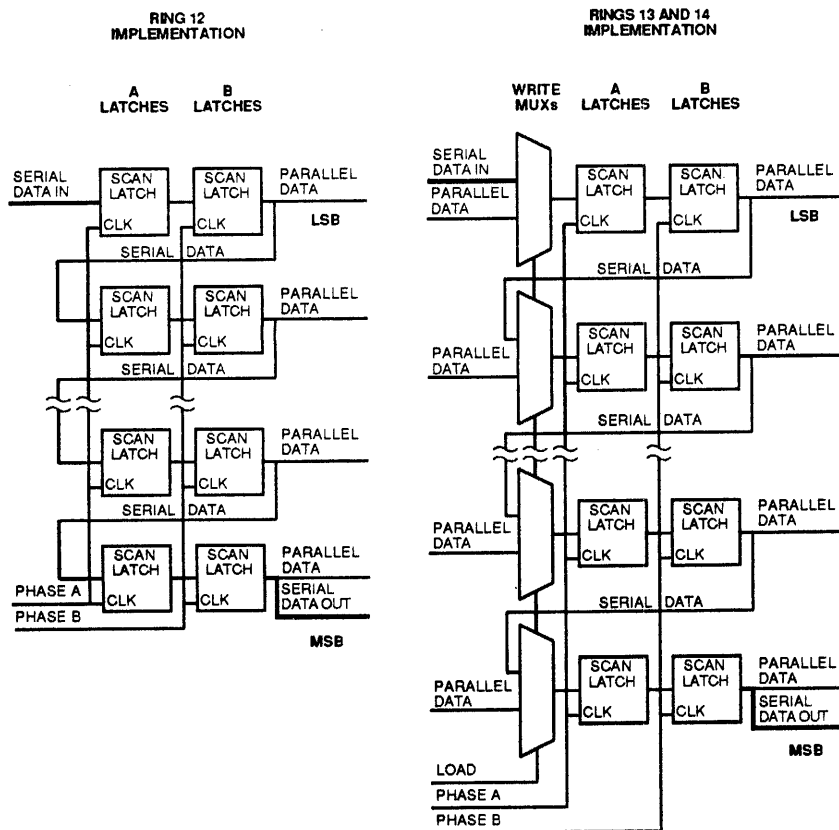 RING 12
IMPLEMENTATION
A
LATCHES
B
LATCHES
SERIAL
DATA IN
SCAN
LATCH
CLK
SCAN
LATCH
CLK
PARALLEL
DATA
LSB
SERIAL DATA
SCAN
LATCH
CLK
SCAN
LATCH
CLK
PARALLEL
DATA
SERIAL DATA
SCAN
LATCH
CLK
SCAN
LATCH
CLK
PARALLEL
DATA
SERIAL DATA
SCAN
LATCH
CLK
SCAN
LATCH
CLK
PARALLEL
DATA
SERIAL
DATA OUT
MSB
PHASE A
PHASE B
RINGS 13 AND 14
IMPLEMENTATION
WRITE
MUXs
A
LATCHES
B
LATCHES
SERIAL
DATA IN
PARALLEL
DATA
SCAN
LATCH
CLK
SCAN
LATCH
CLK
PARALLEL
DATA
LSB
SERIAL DATA
PARALLEL
DATA
SCAN
LATCH
CLK
SCAN
LATCH
CLK
PARALLEL
DATA
SERIAL DATA
PARALLEL
DATA
SCAN
LATCH
CLK
SCAN
LATCH
CLK
PARALLEL
DATA
SERIAL DATA
PARALLEL
DATA
SCAN
LATCH
CLK
SCAN
LATCH
CLK
PARALLEL
DATA
SERIAL
DATA OUT
MSB
LOAD
PHASE A
PHASE B